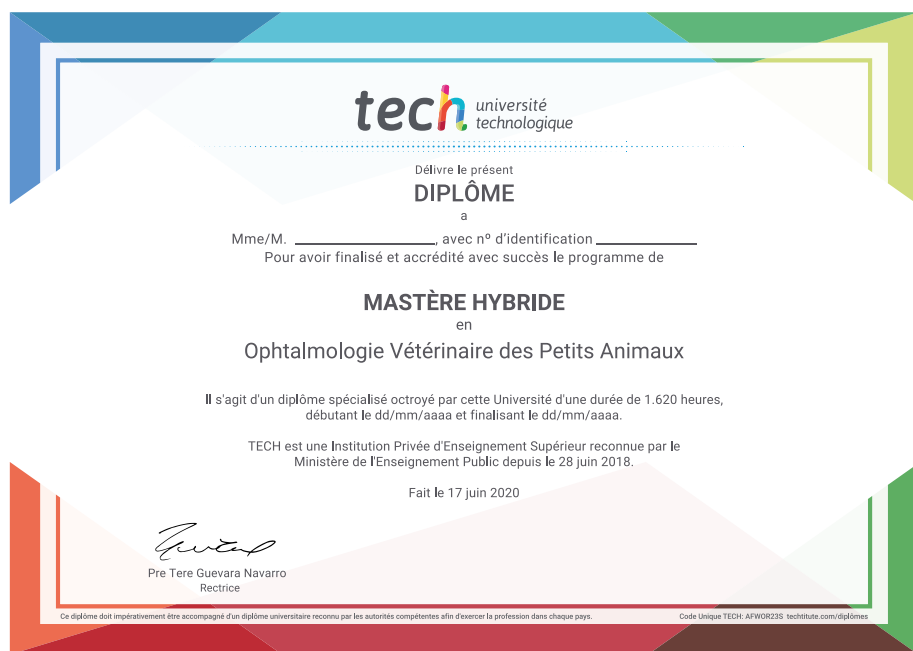 tech université
technologique
Délivre le présent
DIPLÔME
a
Mme/M. ____________________, avec nº d'identification ______________
Pour avoir finalisé et accrédité avec succès le programme de
MASTÈRE HYBRIDE
en
Ophtalmologie Vétérinaire des Petits Animaux
Il s'agit d'un diplôme spécialisé octroyé par cette Université d'une durée de 1.620 heures,
débutant le dd/mm/aaaa et finalisant le dd/mm/aaaa.
TECH est une Institution Privée d'Enseignement Supérieur reconnue par le
Ministère de l'Enseignement Public depuis le 28 juin 2018.
Fait le 17 juin 2020
Pre Tere Guevara Navarro
Rectrice
Ce diplôme doit impérativement être accompagné d'un diplôme universitaire reconnu par les autorités compétentes afin d'exercer la profession dans chaque pays.
Code Unique TECH: AFWOR23S techtitute.com/diplômes